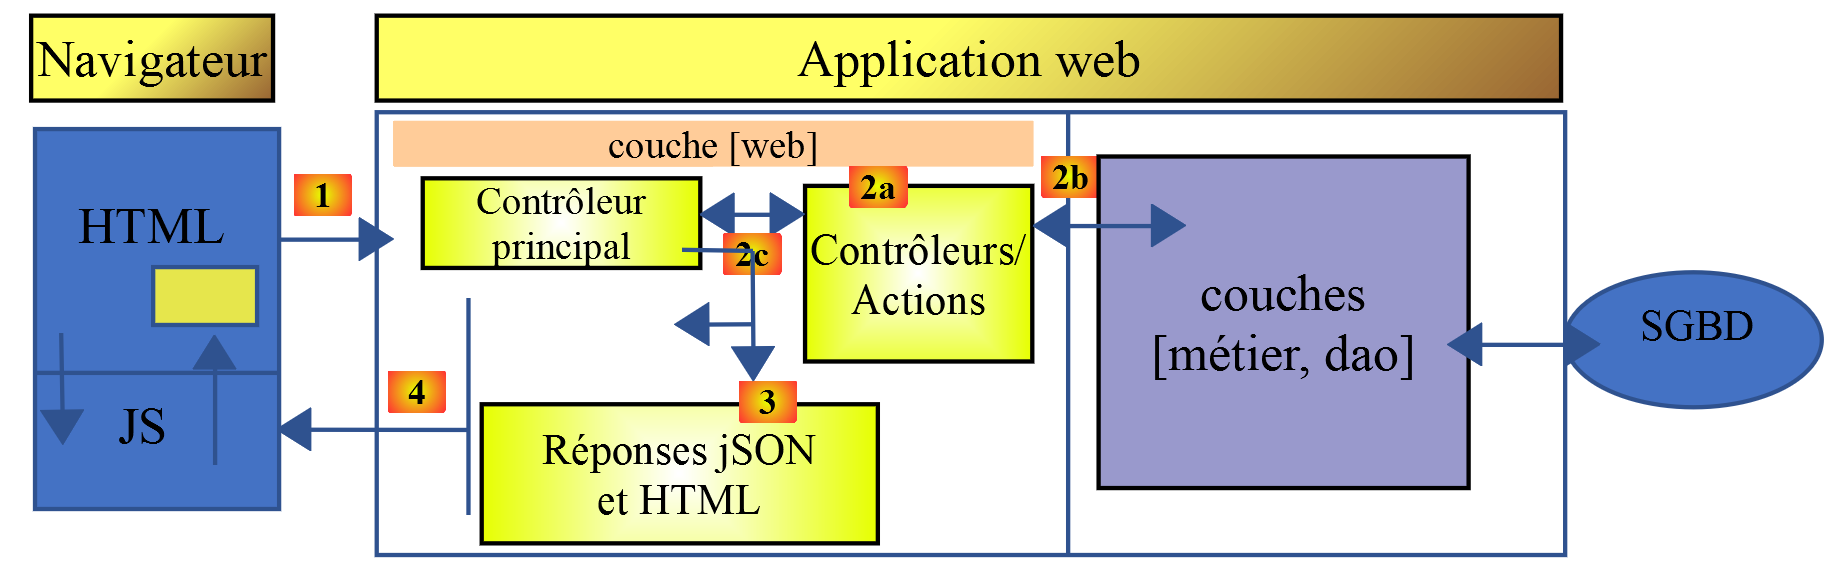 Navigateur
Application web
couche [web]
HTML
JS
1
Contrôleur
principal
2a
2c
Contrôleurs/
Actions
2b
couches
[métier, dao]
SGBD
3
4
Réponses jSON
et HTML